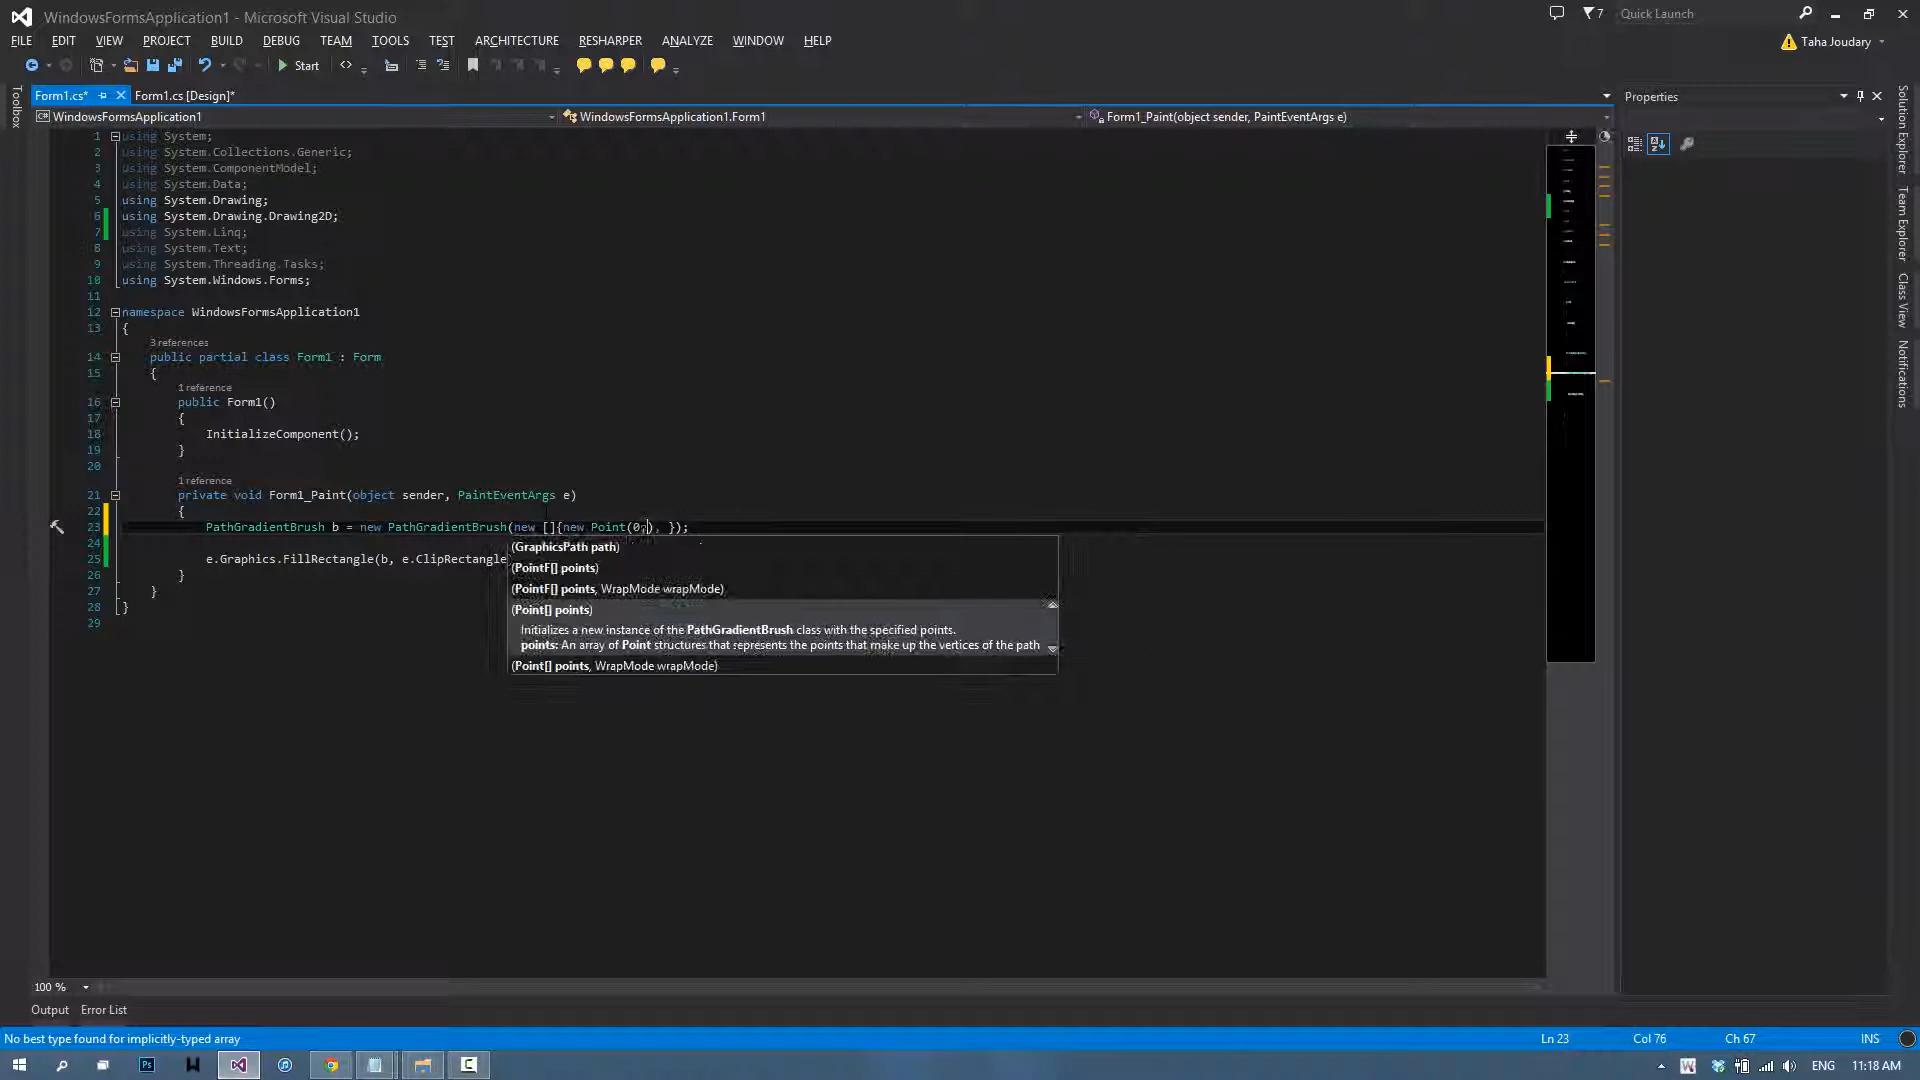 WindowsFormsApplication1 - Microsoft Visual Studio
7
Quick Launch
FILE EDIT VIEW PROJECT BUILD DEBUG TEAM TOOLS TEST ARCHITECTURE RESHARPER ANALYZE WINDOW HELP
Taha Joudary
Start
Toolbox
Form1.cs*
Form1.cs [Design]*
Properties
WindowsFormsApplication1
WindowsFormsApplication1.Form1
Form1_Paint(object sender, PaintEventArgs e)
1 using System;
2 using System.Collections.Generic;
3 using System.ComponentModel;
4 using System.Data;
5 using System.Drawing;
6 using System.Drawing.Drawing2D;
7 using System.Linq;
8 using System.Text;
9 using System.Threading.Tasks;
10 using System.Windows.Forms;
11
12 namespace WindowsFormsApplication1
13 {
3 references
14 public partial class Form1 : Form
15 {
1 reference
16 public Form1()
17 {
18 InitializeComponent();
19 }
20
1 reference
21 private void Form1_Paint(object sender, PaintEventArgs e)
22 {
23 PathGradientBrush b = new PathGradientBrush(new []{new Point(0,), });
24
25 e.Graphics.FillRectangle(b, e.ClipRectangle
26 }
27 }
28 }
29
(GraphicsPath path)
(PointF[] points)
(PointF[] points, WrapMode wrapMode)
(Point[] points)
Initializes a new instance of the PathGradientBrush class with the specified points.
points: An array of Point structures that represents the points that make up the vertices of the path
(Point[] points, WrapMode wrapMode)
Solution Explorer
Team Explorer
Class View
Notifications
100 %
Output
Error List
No best type found for implicitly-typed array
Ln 23
Col 76
Ch 67
INS
Ps
ENG
11:18 AM